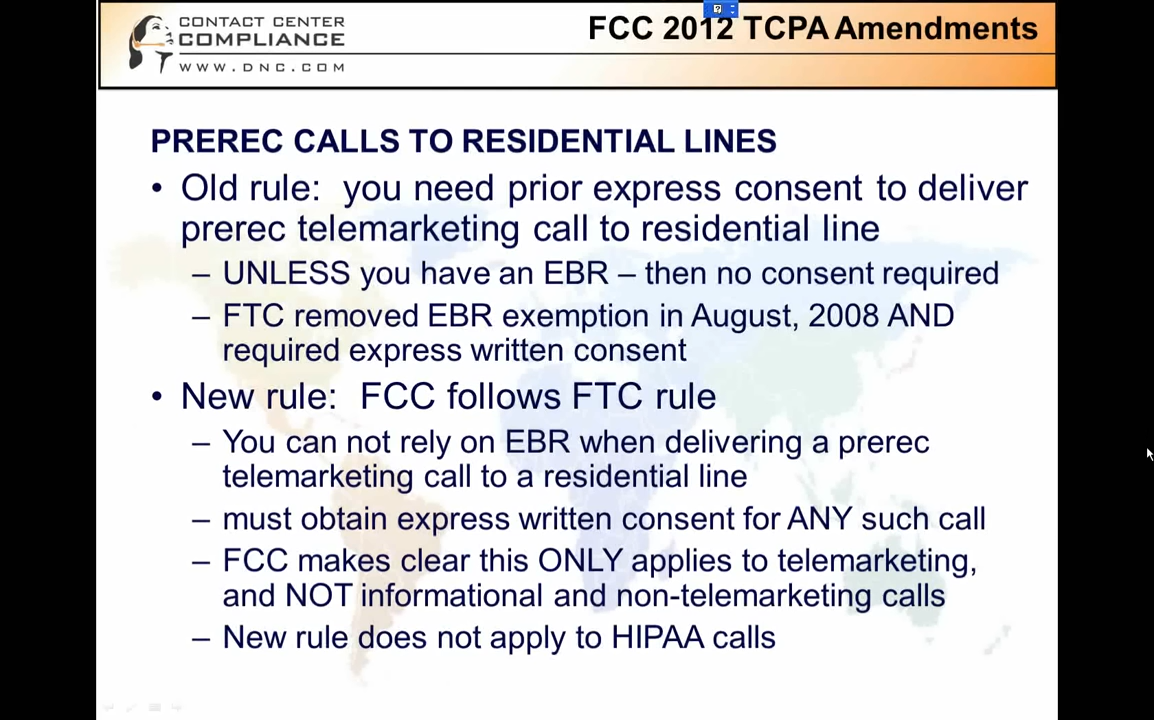 CONTACT CENTER
COMPLIANCE
WWW.DNC.COM
FCC 2012 TCPA Amendments
PREREC CALLS TO RESIDENTIAL LINES
• Old rule: you need prior express consent to deliver
prerec telemarketing call to residential line
– UNLESS you have an EBR – then no consent required
– FTC removed EBR exemption in August, 2008 AND
required express written consent
• New rule: FCC follows FTC rule
– You can not rely on EBR when delivering a prerec
telemarketing call to a residential line
– must obtain express written consent for ANY such call
– FCC makes clear this ONLY applies to telemarketing,
and NOT informational and non-telemarketing calls
– New rule does not apply to HIPAA calls